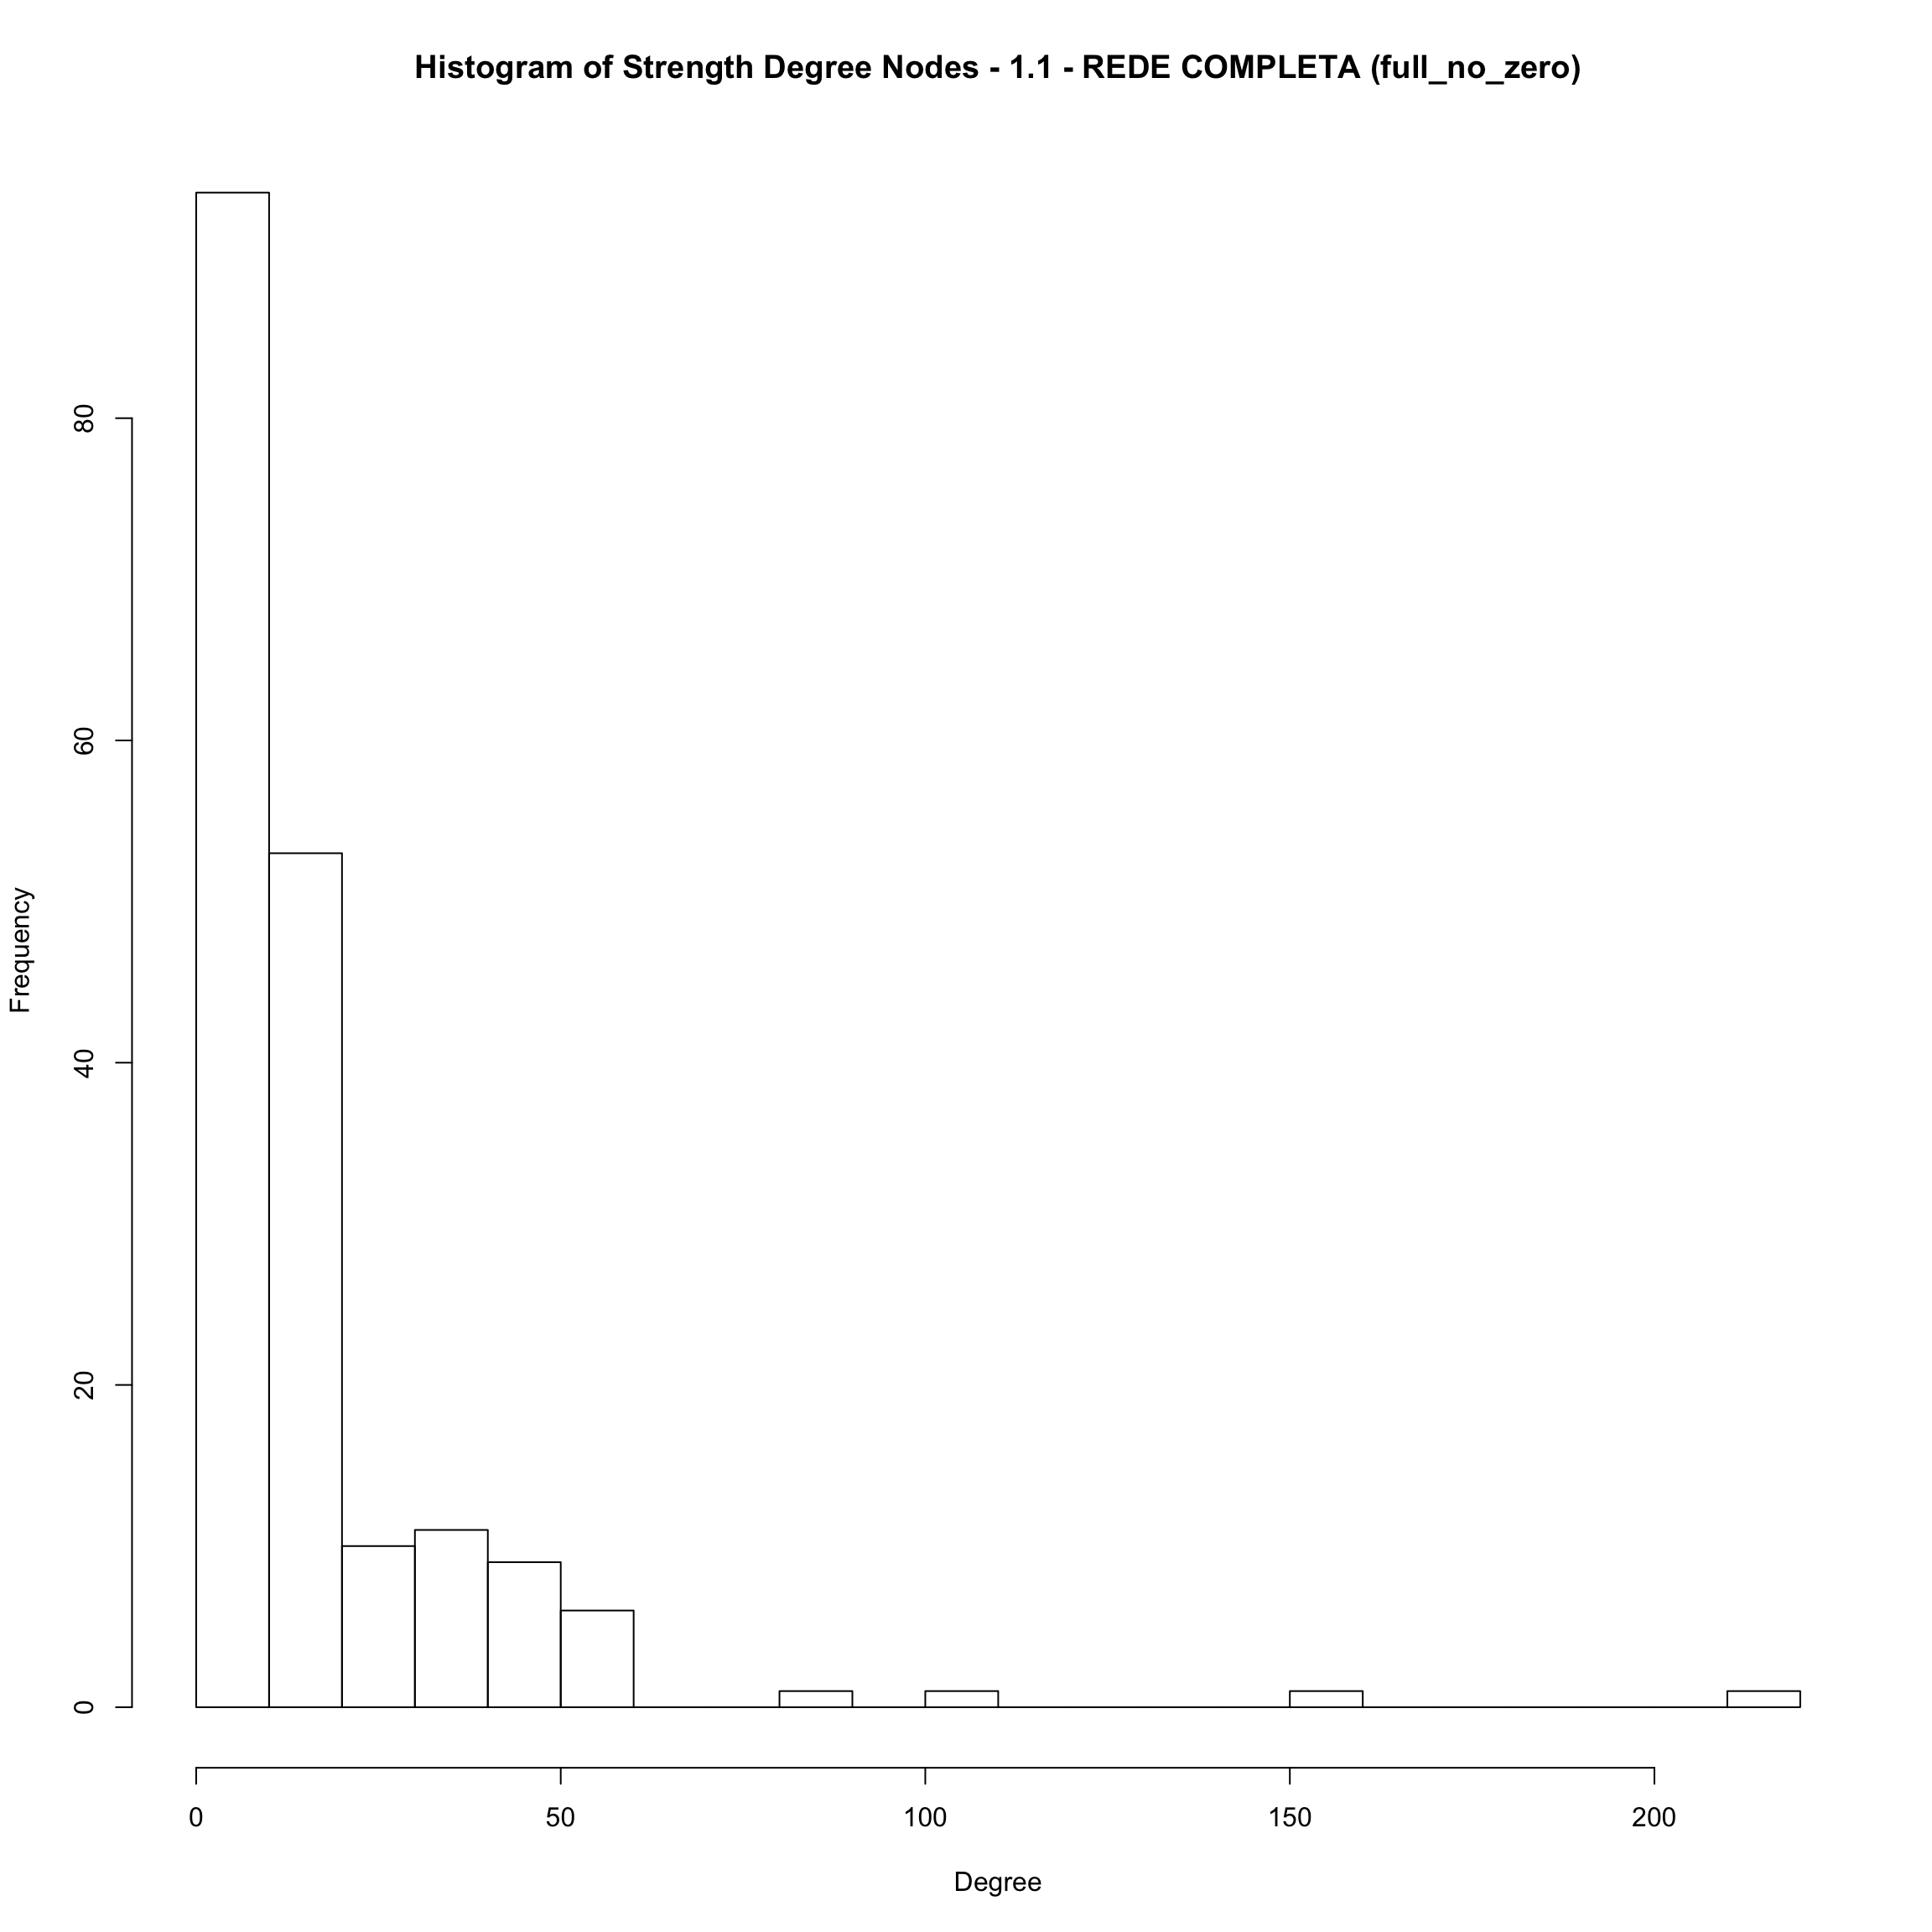 Histogram of Strength Degree Nodes - 1.1 - REDE COMPLETA (full_no_zero)
Frequency
80
60
40
20
0
0 50 100 150 200
Degree